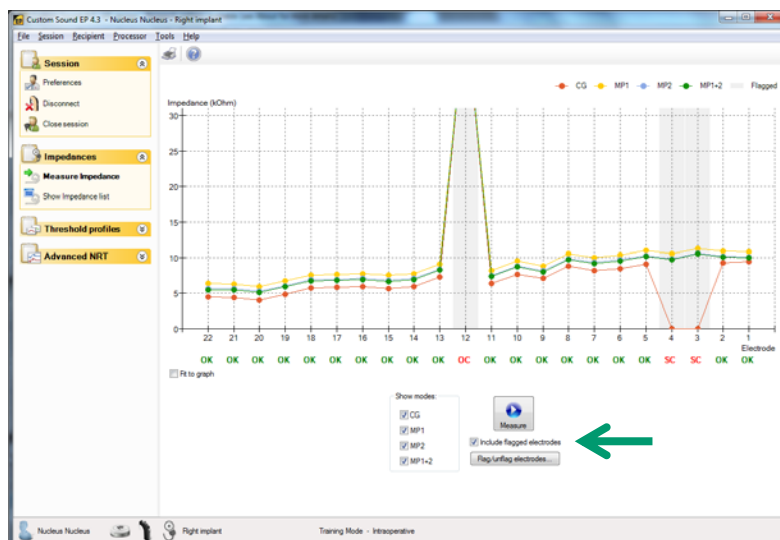 Custom Sound EP 4.3 - Nucleus Nucleus - Right implant
File Session Recipient Processor Tools Help
Session
Preferences
Disconnect
Close session
Impedances
Measure Impedance
Show Impedance list
Threshold profiles
Advanced NRT
CG MP1 MP2 MP1+2 Flagged
Impedance (kOhm)
30
25
20
15
10
5
0
22 21 20 19 18 17 16 15 14 13 12 11 10 9 8 7 6 5 4 3 2 1
Electrode
OK OK OK OK OK OK OK OK OK OK OC OK OK OK OK OK OK OK SC SC OK OK
Fit to graph
Show modes:
CG
MP1
MP2
MP1+2
Measure
Include flagged electrodes
Flag/unflag electrodes...
Nucleus Nucleus Right implant Training Mode - Intraoperative